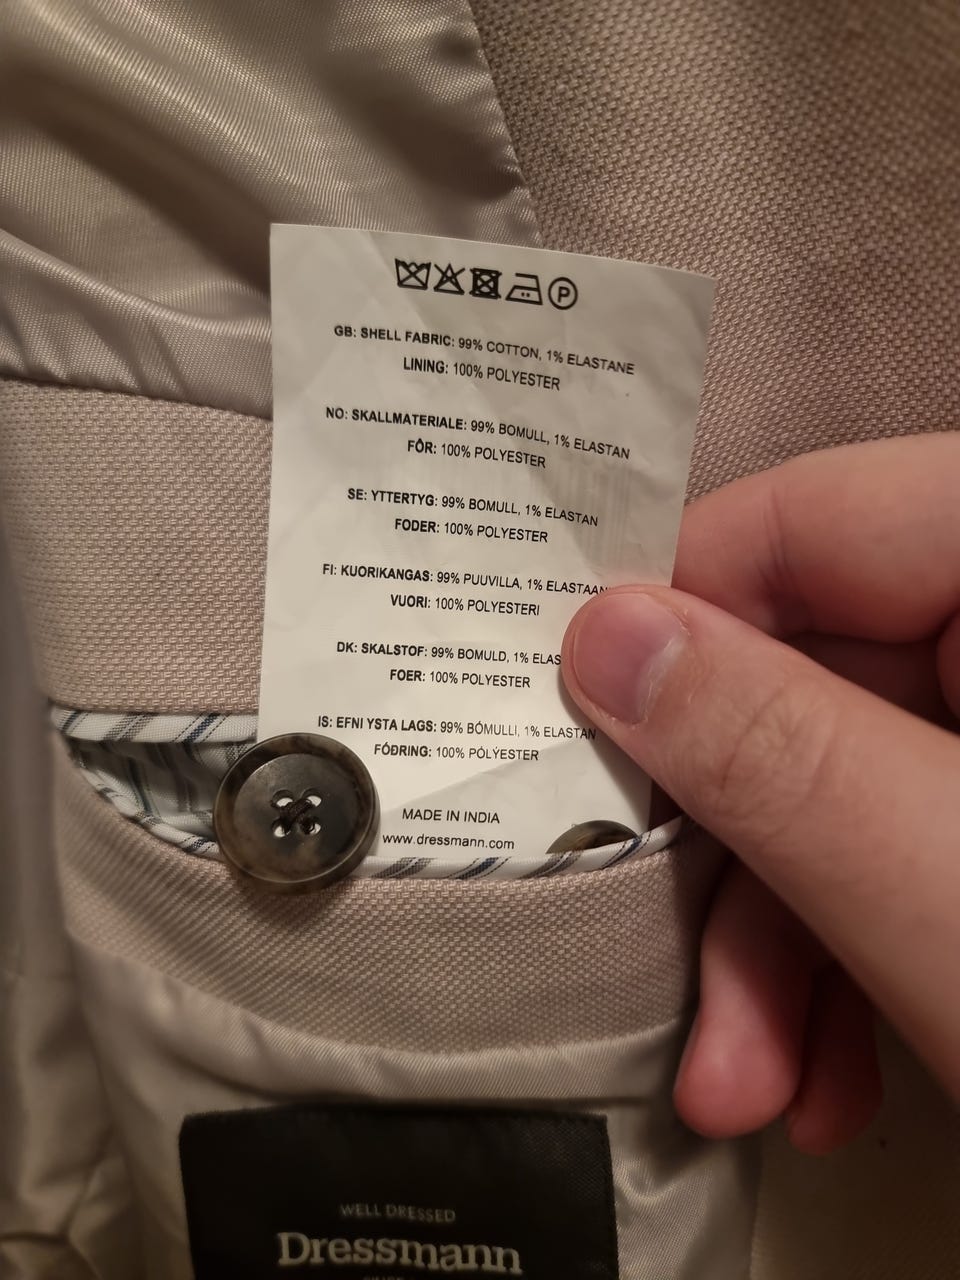 P
GB: SHELL FABRIC: 99% COTTON, 1% ELASTANE
LINING: 100% POLYESTER
NO: SKALLMATERIALE: 99% BOMULL, 1% ELASTAN
FÔR: 100% POLYESTER
SE: YTTERTYG: 99% BOMULL, 1% ELASTAN
FODER: 100% POLYESTER
FI: KUORIKANGAS: 99% PUUVILLA, 1% ELASTAAN
VUORI: 100% POLYESTERI
DK: SKALSTOF: 99% BOMULD, 1% ELAS
FOER: 100% POLYESTER
IS: EFNI YSTA LAGS: 99% BÓMULLI, 1% ELASTAN
FÓÐRING: 100% PÓLÝESTER
MADE IN INDIA
www.dressmann.com
WELL DRESSED
Dressmann